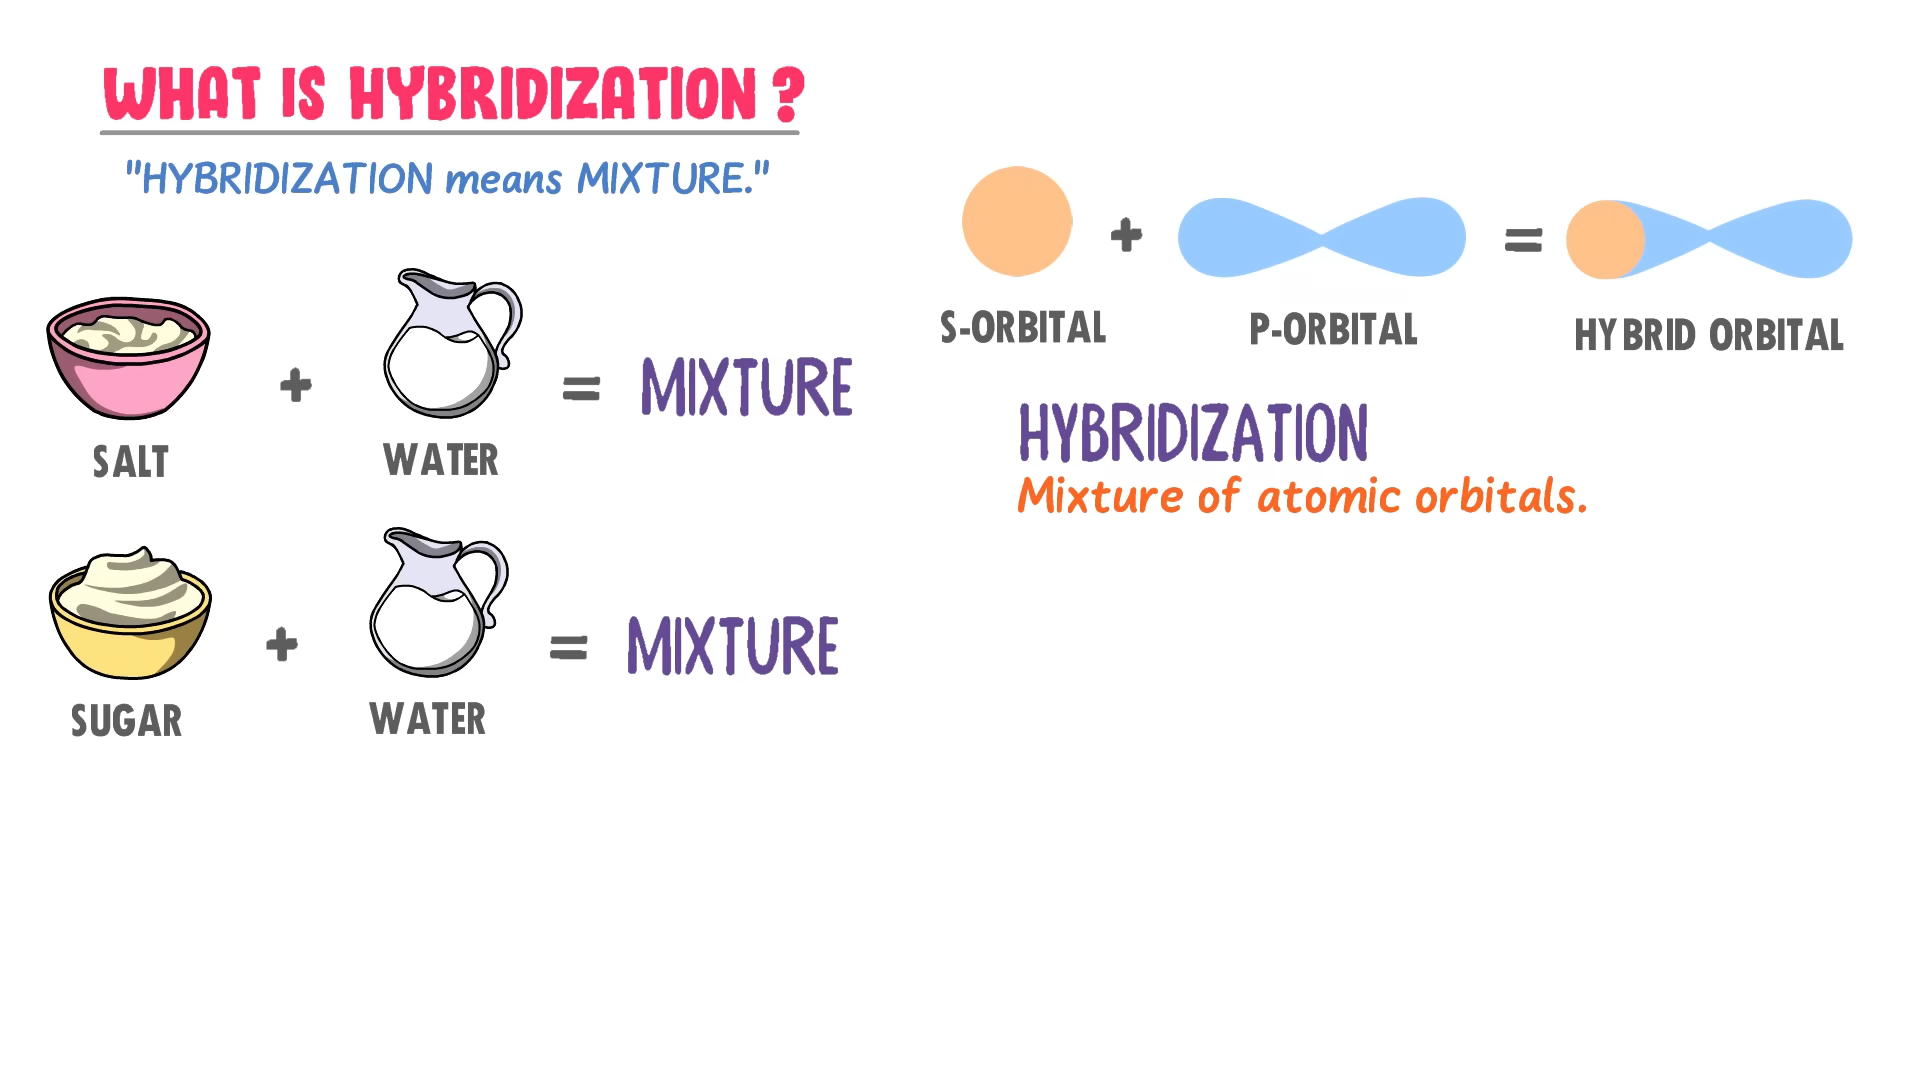 WHAT IS HYBRIDIZATION ?
"HYBRIDIZATION means MIXTURE."
+ = MIXTURE
SALT WATER
+ = MIXTURE
SUGAR WATER
+ =
S-ORBITAL P-ORBITAL HYBRID ORBITAL
HYBRIDIZATION
Mixture of atomic orbitals.